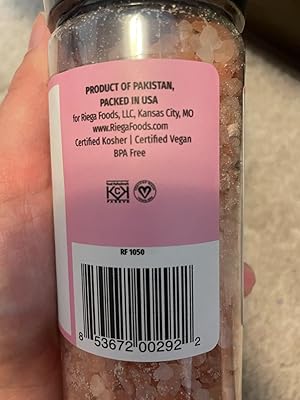 PRODUCT OF PAKISTAN,
PACKED IN USA
for Riega Foods, LLC, Kansas City, MO
www.RiegaFoods.com
Certified Kosher | Certified Vegan
BPA Free
RF 1050
8 53672 00292 2